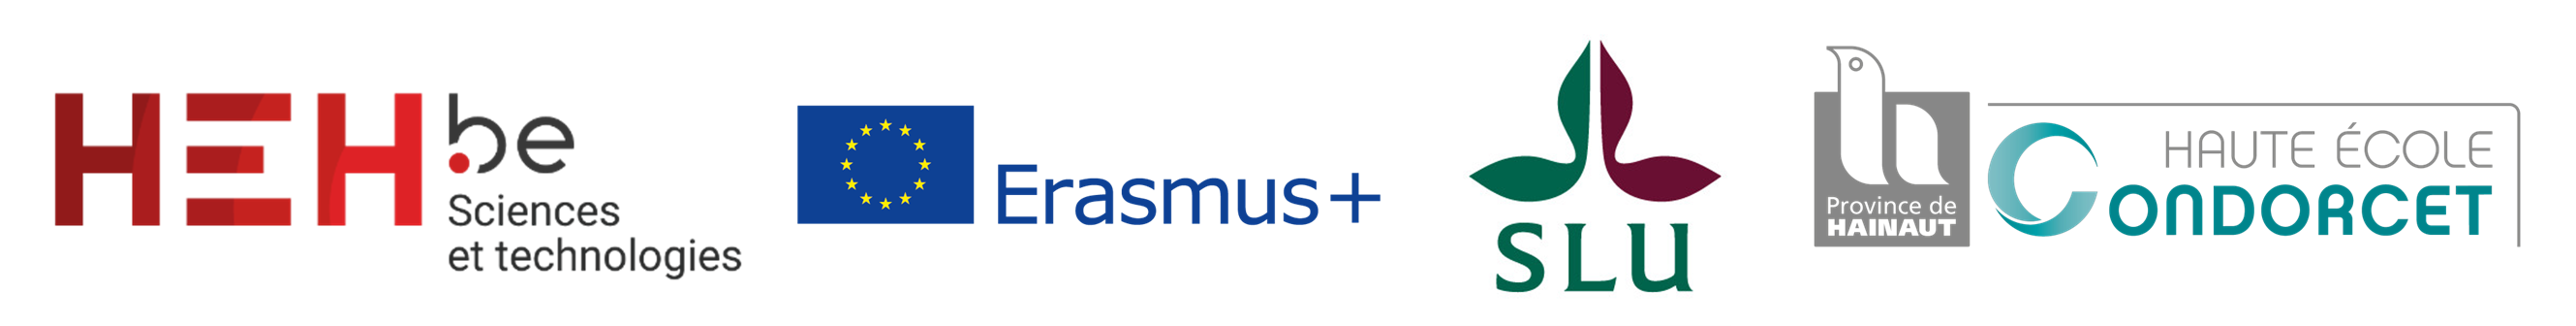 HEH.be
Sciences
et technologies
Erasmus+
SLU
Province de
HAINAUT
HAUTE ÉCOLE
CONDORCET